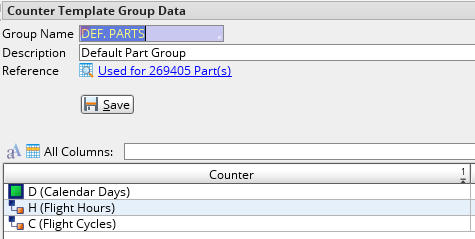 Counter Template Group Data
Group Name DEF. PARTS
Description Default Part Group
Reference Used for 269405 Part(s)
Save
All Columns:
Counter 1
D (Calendar Days)
H (Flight Hours)
C (Flight Cycles)